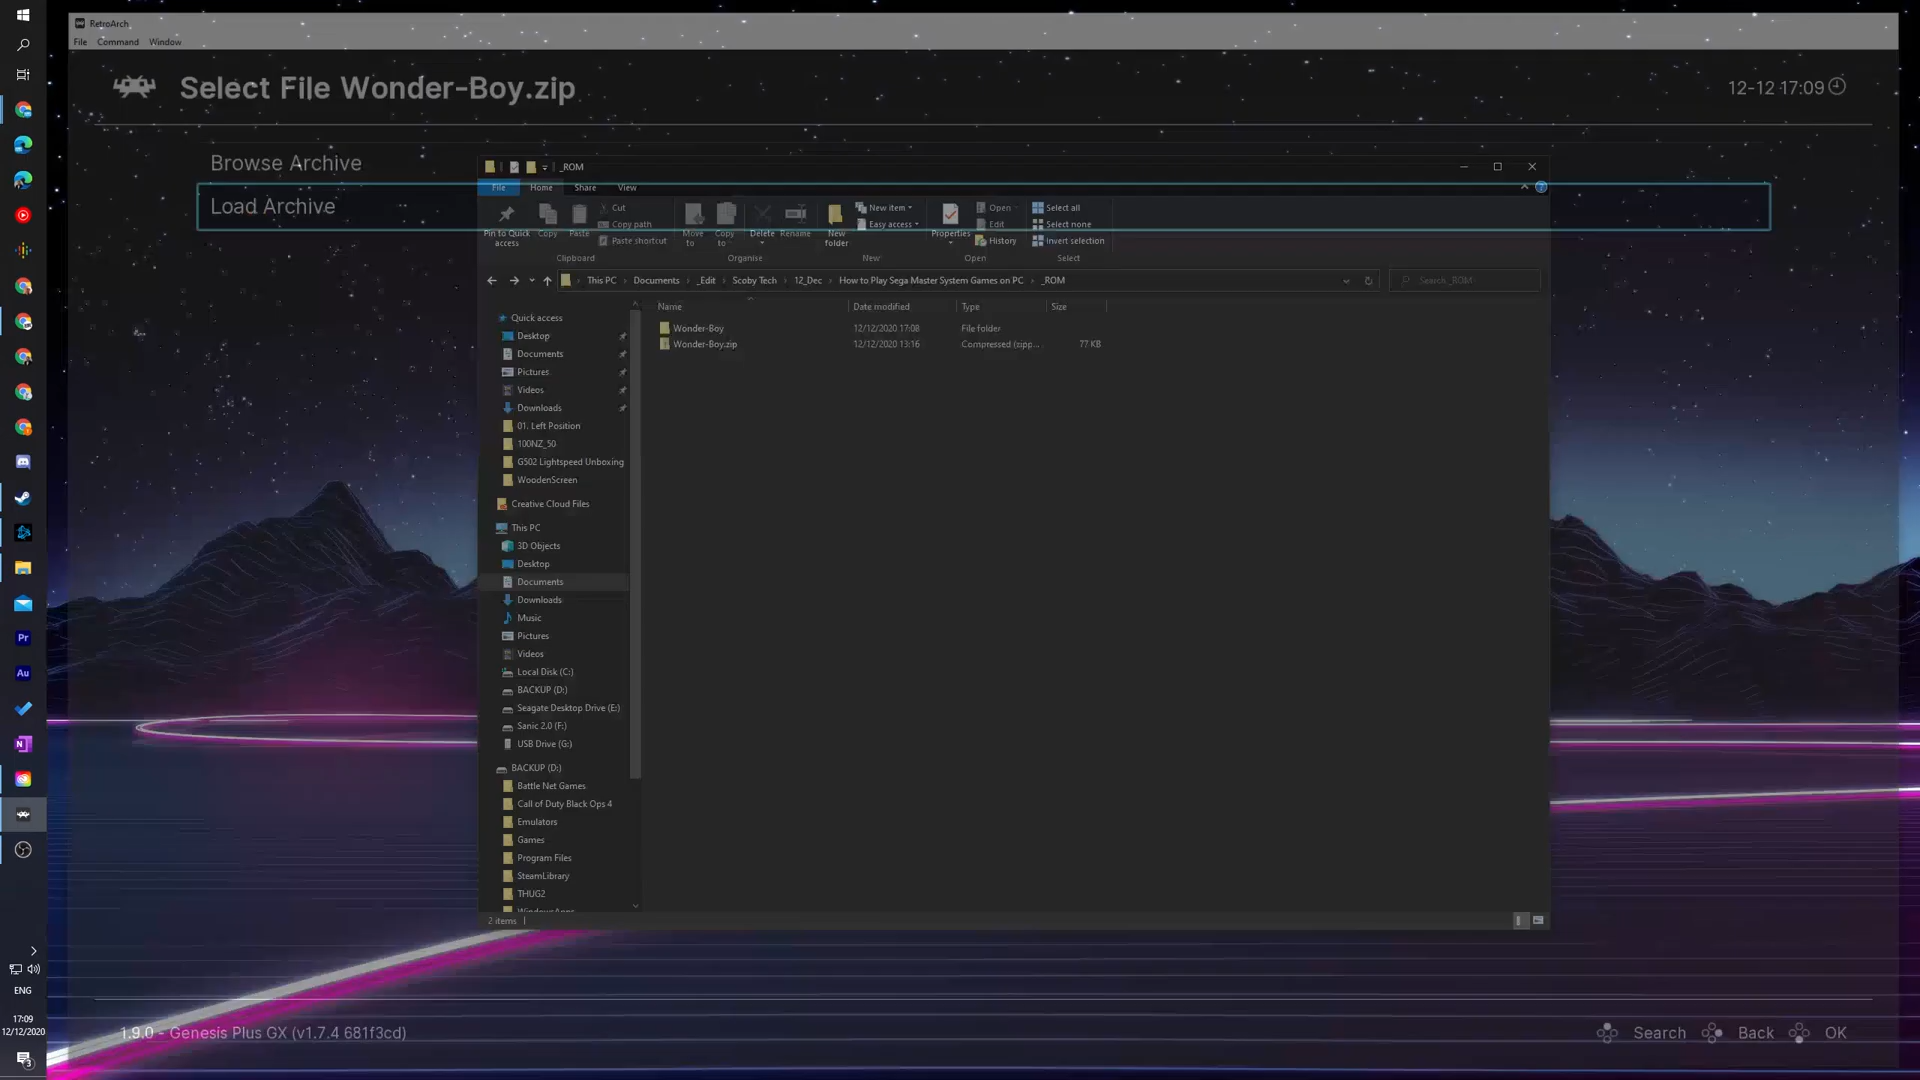 RetroArch
File Command Window
Select File Wonder-Boy.zip
12-12 17:09
Browse Archive
Load Archive
_ROM
File Home Share View
Pin to Quick access
Copy
Paste
Cut
Copy path
Paste shortcut
Clipboard
Move to
Copy to
Delete
Rename
Organise
New folder
New item
Easy access
New
Properties
Open
Edit
History
Open
Select all
Select none
Invert selection
Select
This PC › Documents › _Edit › Scoby Tech › 12_Dec › How to Play Sega Master System Games on PC › _ROM
Search _ROM
Name Date modified Type Size
Wonder-Boy 12/12/2020 17:08 File folder
Wonder-Boy.zip 12/12/2020 13:16 Compressed (zipp... 77 KB
Quick access
Desktop
Documents
Pictures
Videos
Downloads
01. Left Position
100NZ_50
G502 Lightspeed Unboxing
WoodenScreen
Creative Cloud Files
This PC
3D Objects
Desktop
Documents
Downloads
Music
Pictures
Videos
Local Disk (C:)
BACKUP (D:)
Seagate Desktop Drive (E:)
Sanic 2.0 (F:)
USB Drive (G:)
BACKUP (D:)
Battle Net Games
Call of Duty Black Ops 4
Emulators
Games
Program Files
SteamLibrary
THUG2
WindowsApps
2 items
Pr
Au
N
ENG
17:09
12/12/2020
3
1.9.0 - Genesis Plus GX (v1.7.4 681f3cd)
Search Back OK